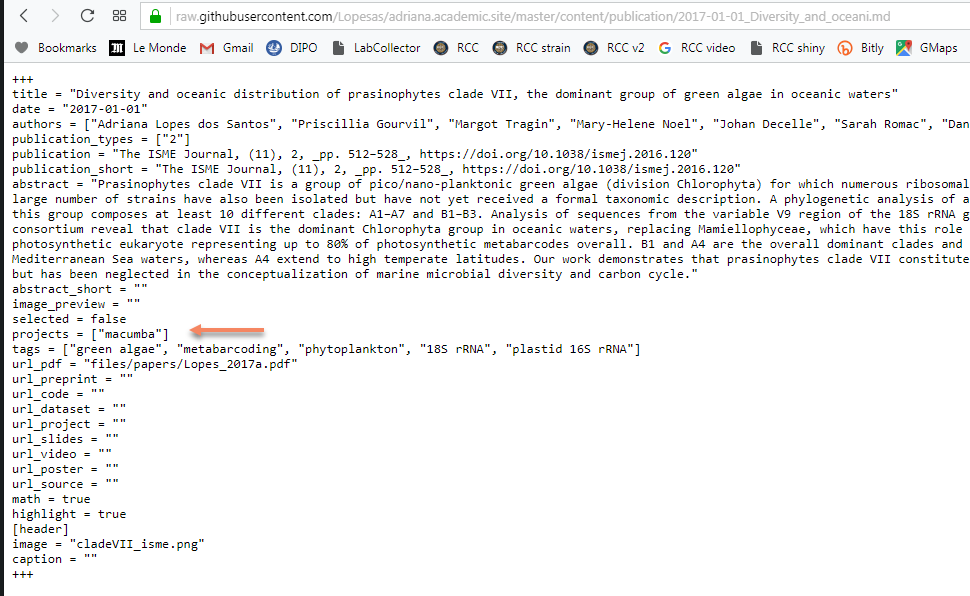 raw.githubusercontent.com/Lopesas/adriana.academic.site/master/content/publication/2017-01-01_Diversity_and_oceani.md
Bookmarks M Le Monde Gmail DIPO LabCollector RCC RCC strain RCC v2 RCC video RCC shiny Bitly GMaps
+++
title = "Diversity and oceanic distribution of prasinophytes clade VII, the dominant group of green algae in oceanic waters"
date = "2017-01-01"
authors = ["Adriana Lopes dos Santos", "Priscillia Gourvil", "Margot Tragin", "Mary-Helene Noel", "Johan Decelle", "Sarah Romac", "Dan
publication_types = ["2"]
publication = "The ISME Journal, (11), 2, _pp. 512-528_, https://doi.org/10.1038/ismej.2016.120"
publication_short = "The ISME Journal, (11), 2, _pp. 512-528_, https://doi.org/10.1038/ismej.2016.120"
abstract = "Prasinophytes clade VII is a group of pico/nano-planktonic green algae (division Chlorophyta) for which numerous ribosomal
large number of strains have also been isolated but have not yet received a formal taxonomic description. A phylogenetic analysis of a
this group composes at least 10 different clades: A1-A7 and B1-B3. Analysis of sequences from the variable V9 region of the 18S rRNA g
consortium reveal that clade VII is the dominant Chlorophyta group in oceanic waters, replacing Mamiellophyceae, which have this role
photosynthetic eukaryote representing up to 80% of photosynthetic metabarcodes overall. B1 and A4 are the overall dominant clades and
Mediterranean Sea waters, whereas A4 extend to high temperate latitudes. Our work demonstrates that prasinophytes clade VII constitute
but has been neglected in the conceptualization of marine microbial diversity and carbon cycle."
abstract_short = ""
image_preview = ""
selected = false
projects = ["macumba"]
tags = ["green algae", "metabarcoding", "phytoplankton", "18S rRNA", "plastid 16S rRNA"]
url_pdf = "files/papers/Lopes_2017a.pdf"
url_preprint = ""
url_code = ""
url_dataset = ""
url_project = ""
url_slides = ""
url_video = ""
url_poster = ""
url_source = ""
math = true
highlight = true
[header]
image = "cladeVII_isme.png"
caption = ""
+++